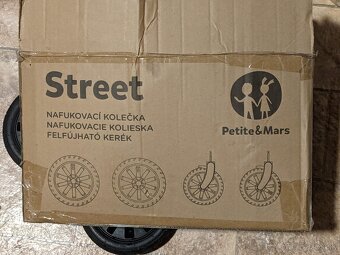 Street
NAFUKOVACÍ KOLEČKA
NAFUKOVACIE KOLIESKA
FELFÚJHATÓ KERÉK
Petite&Mars